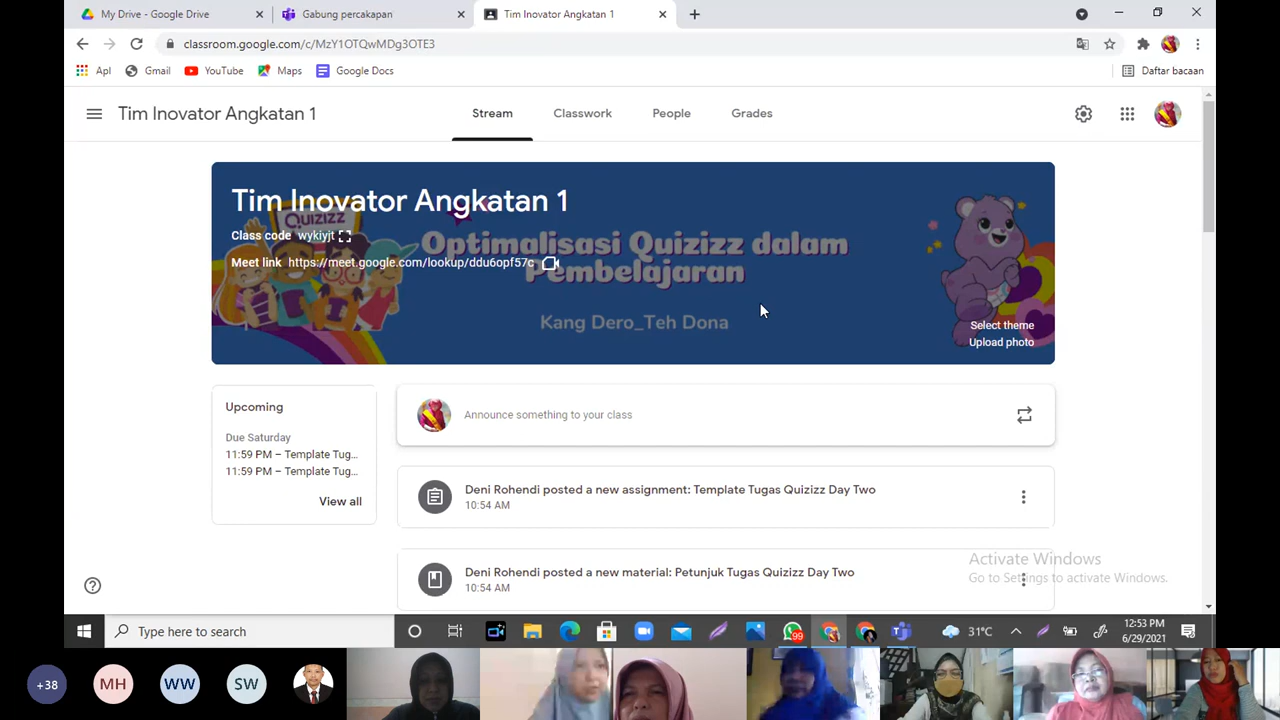 My Drive - Google Drive
Gabung percakapan
Tim Inovator Angkatan 1
classroom.google.com/c/MzY1OTQwMDg3OTE3
Apl
Gmail
YouTube
Maps
Google Docs
Daftar bacaan
Tim Inovator Angkatan 1
Stream
Classwork
People
Grades
Tim Inovator Angkatan 1
QUIZIZZ
Class code wykiyjt
Optimalisasi Quizizz dalam
Pembelajaran
Meet link https://meet.google.com/lookup/ddu6opf57c
Kang Dero_Teh Dona
Select theme
Upload photo
Upcoming
Due Saturday
11:59 PM – Template Tug...
11:59 PM – Template Tug...
View all
Announce something to your class
Deni Rohendi posted a new assignment: Template Tugas Quizizz Day Two
10:54 AM
Deni Rohendi posted a new material: Petunjuk Tugas Quizizz Day Two
10:54 AM
Activate Windows
Go to Settings to activate Windows.
Type here to search
99
31°C
12:53 PM
6/29/2021
+38
MH
WW
SW